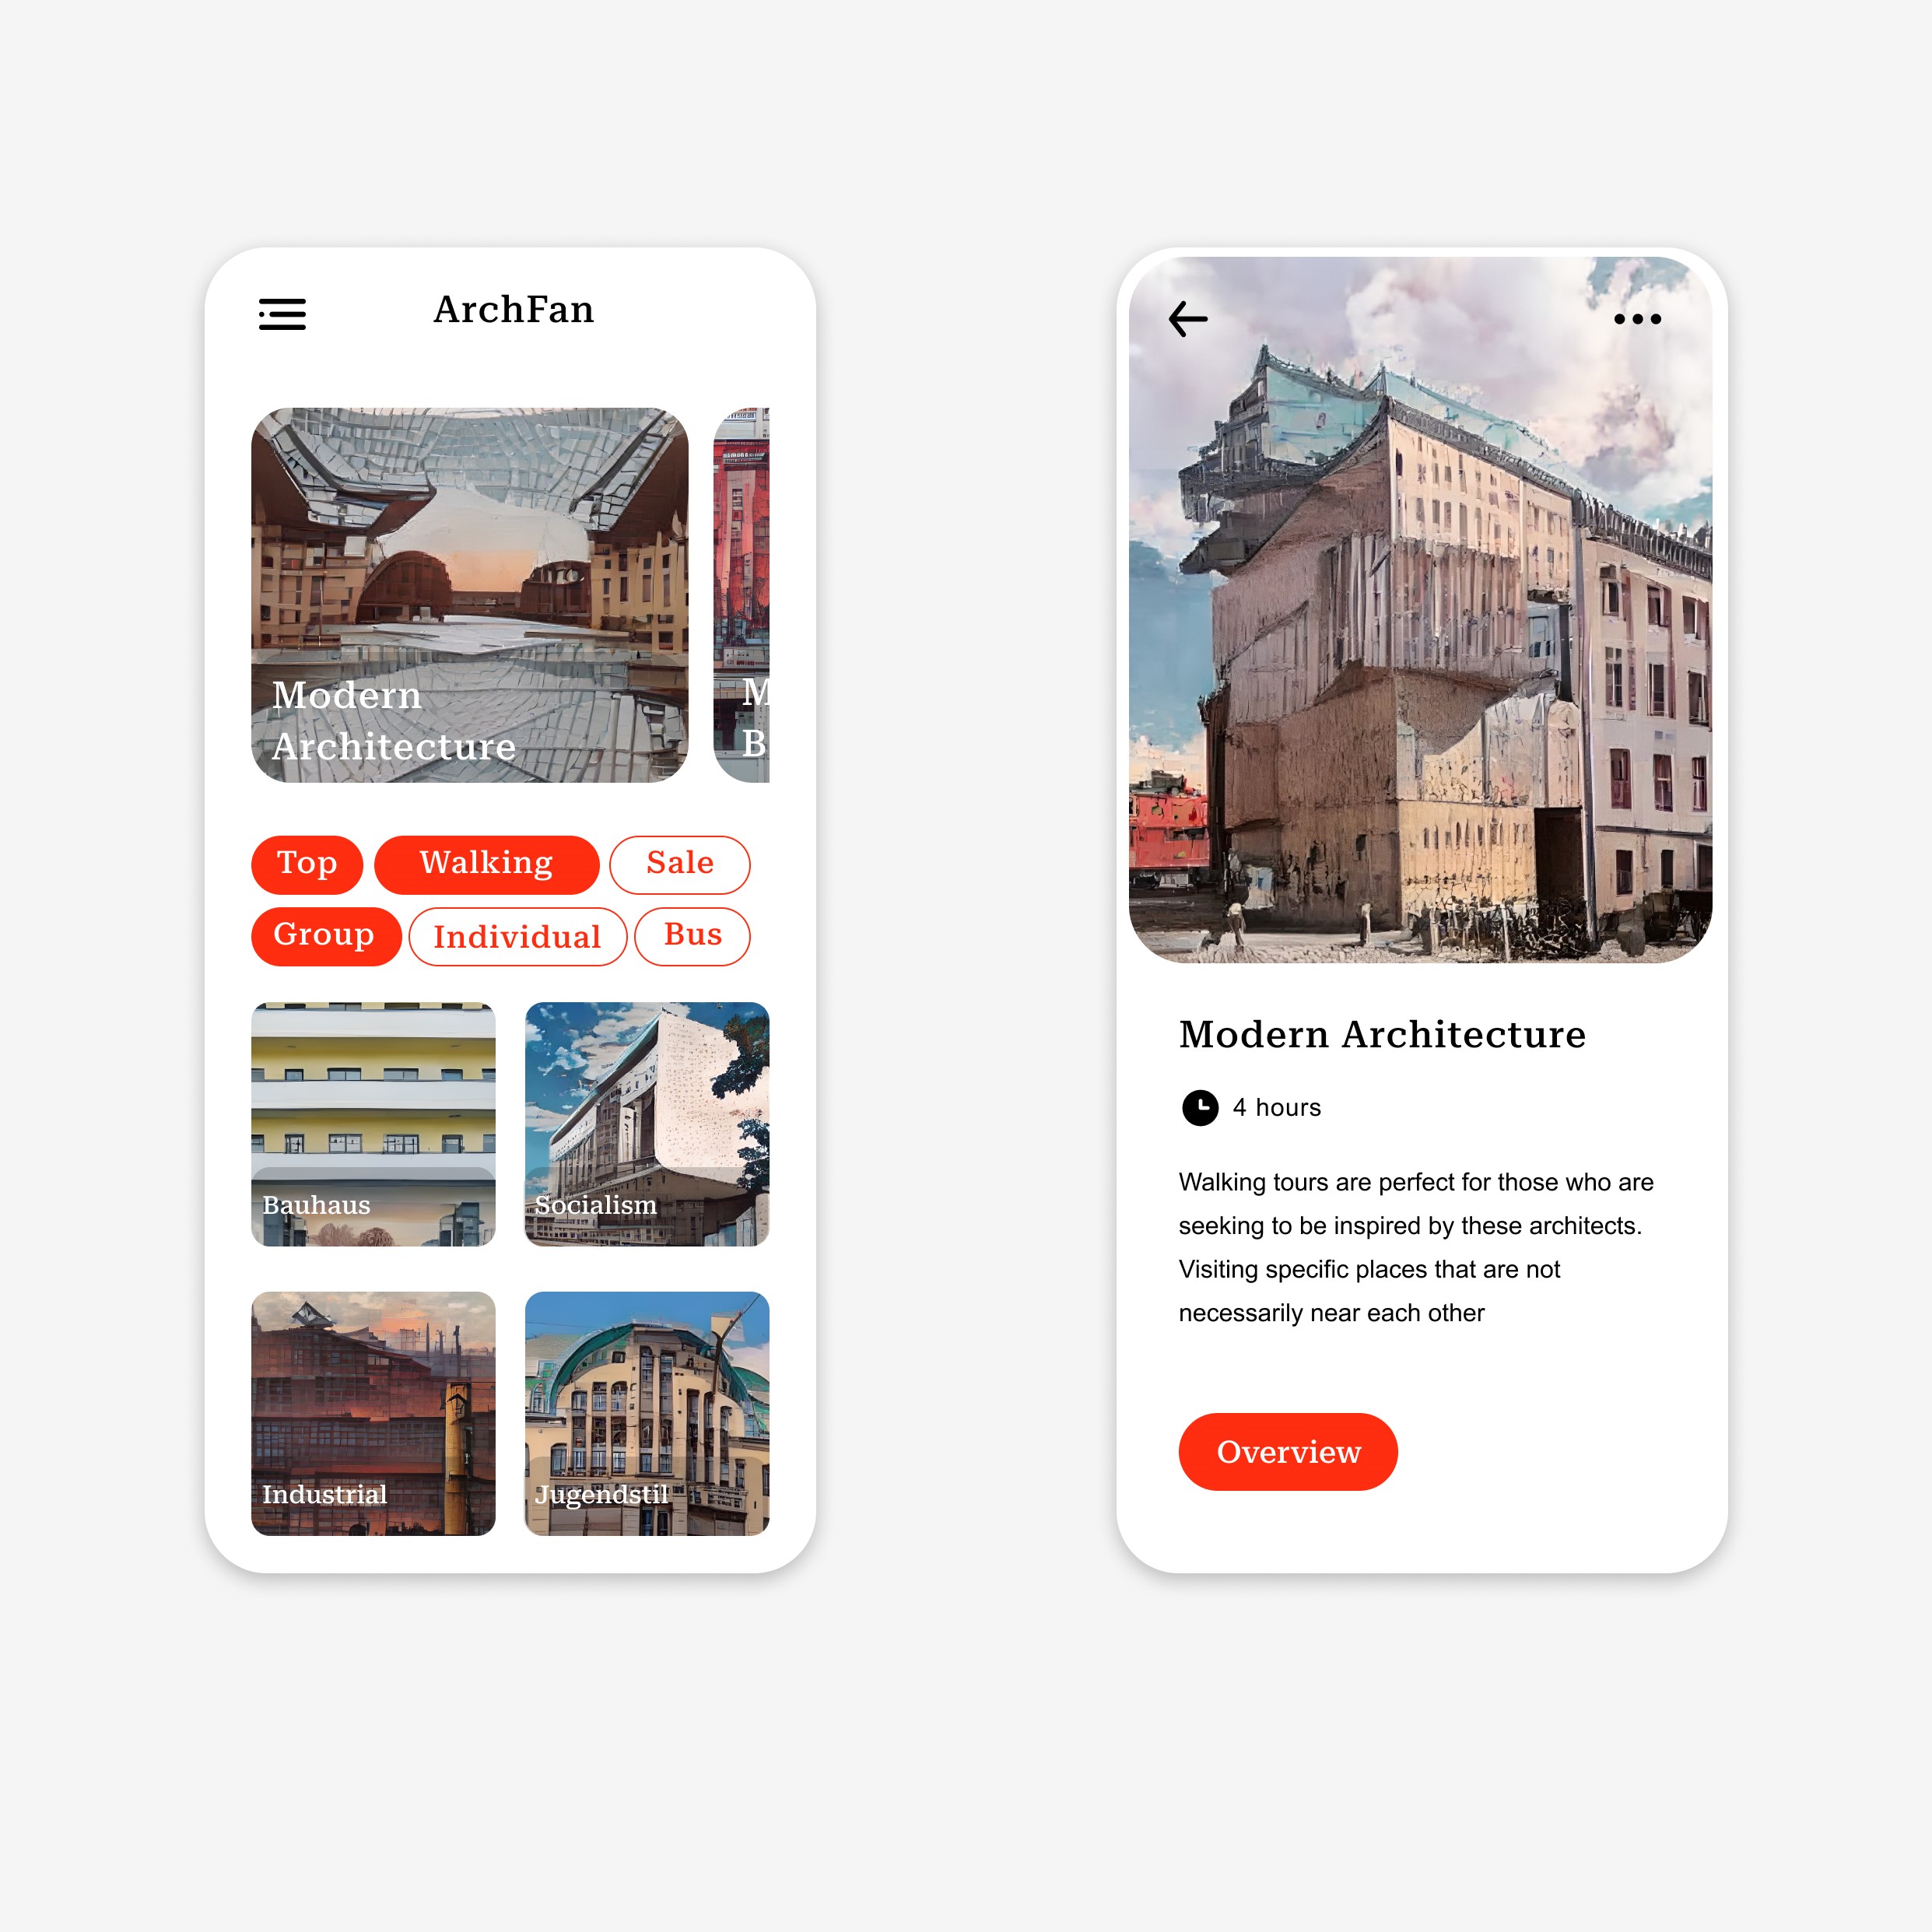 ArchFan
Modern
Architecture
M
B
Top
Walking
Sale
Group
Individual
Bus
Bauhaus
Socialism
Industrial
Jugendstil
Modern Architecture
4 hours
Walking tours are perfect for those who are
seeking to be inspired by these architects.
Visiting specific places that are not
necessarily near each other
Overview